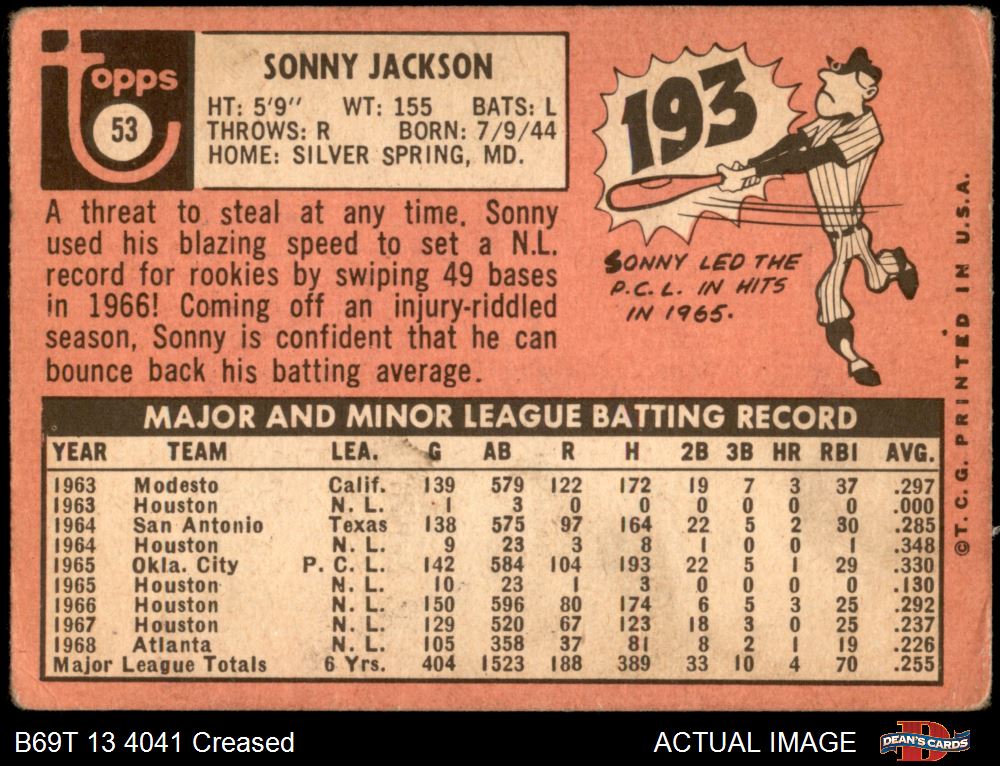 Topps
53
SONNY JACKSON
HT: 5'9" WT: 155 BATS: L
THROWS: R BORN: 7/9/44
HOME: SILVER SPRING, MD.
A threat to steal at any time. Sonny
used his blazing speed to set a N.L.
record for rookies by swiping 49 bases
in 1966! Coming off an injury-riddled
season, Sonny is confident that he can
bounce back his batting average.
193
SONNY LED THE
P.C.L. IN HITS
IN 1965.
©T.C.G. PRINTED IN U.S.A.
MAJOR AND MINOR LEAGUE BATTING RECORD
YEAR TEAM LEA. G AB R H 2B 3B HR RBI AVG.
1963 Modesto Calif. 139 579 122 172 19 7 3 37 .297
1963 Houston N. L. 1 3 0 0 0 0 0 0 .000
1964 San Antonio Texas 138 575 97 164 22 5 2 30 .285
1964 Houston N. L. 9 23 3 8 1 0 0 1 .348
1965 Okla. City P. C. L. 142 584 104 193 22 5 1 29 .330
1965 Houston N. L. 10 23 1 3 0 0 0 0 .130
1966 Houston N. L. 150 596 80 174 6 5 3 25 .292
1967 Houston N. L. 129 520 67 123 18 3 0 25 .237
1968 Atlanta N. L. 105 358 37 81 8 2 1 19 .226
Major League Totals 6 Yrs. 404 1523 188 389 33 10 4 70 .255
B69T 13 4041 Creased
ACTUAL IMAGE
D
DEAN'S CARDS